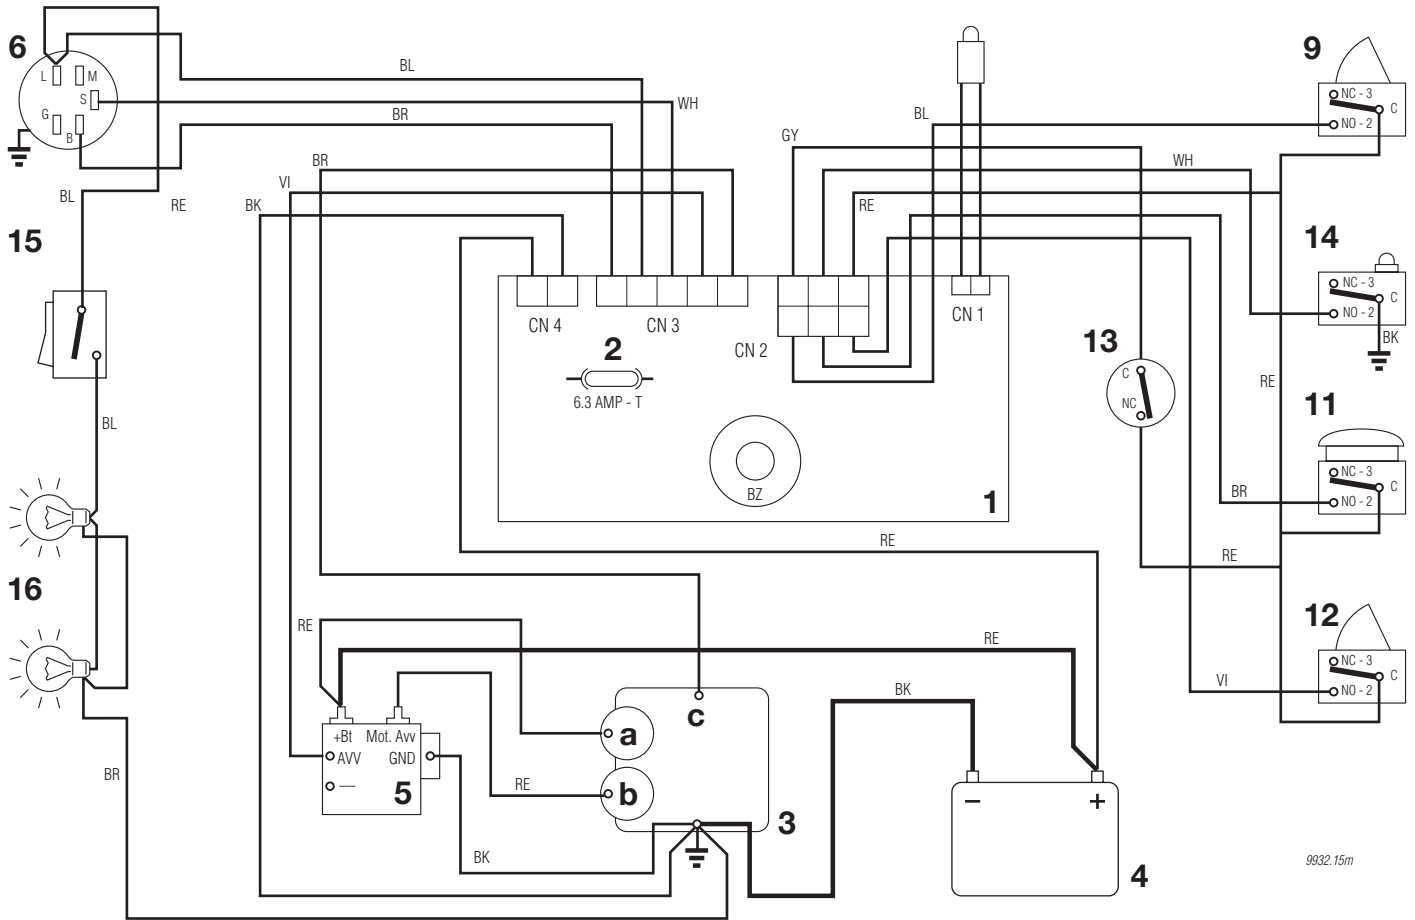 6
L
M
S
G
B
BL
WH
BR
BR
VI
BK
BL
RE
15
BL
16
BR
GY
BL
WH
RE
9
NC - 3
C
NO - 2
14
NC - 3
C
NO - 2
BK
CN 4
CN 3
CN 2
CN 1
2
6.3 AMP - T
BZ
1
13
C
NC
RE
11
NC - 3
C
NO - 2
BR
RE
RE
12
NC - 3
C
NO - 2
VI
RE
RE
+Bt
Mot. Avv
AVV
GND
—
5
RE
BK
a
b
c
3
BK
−
+
4
9932.15m